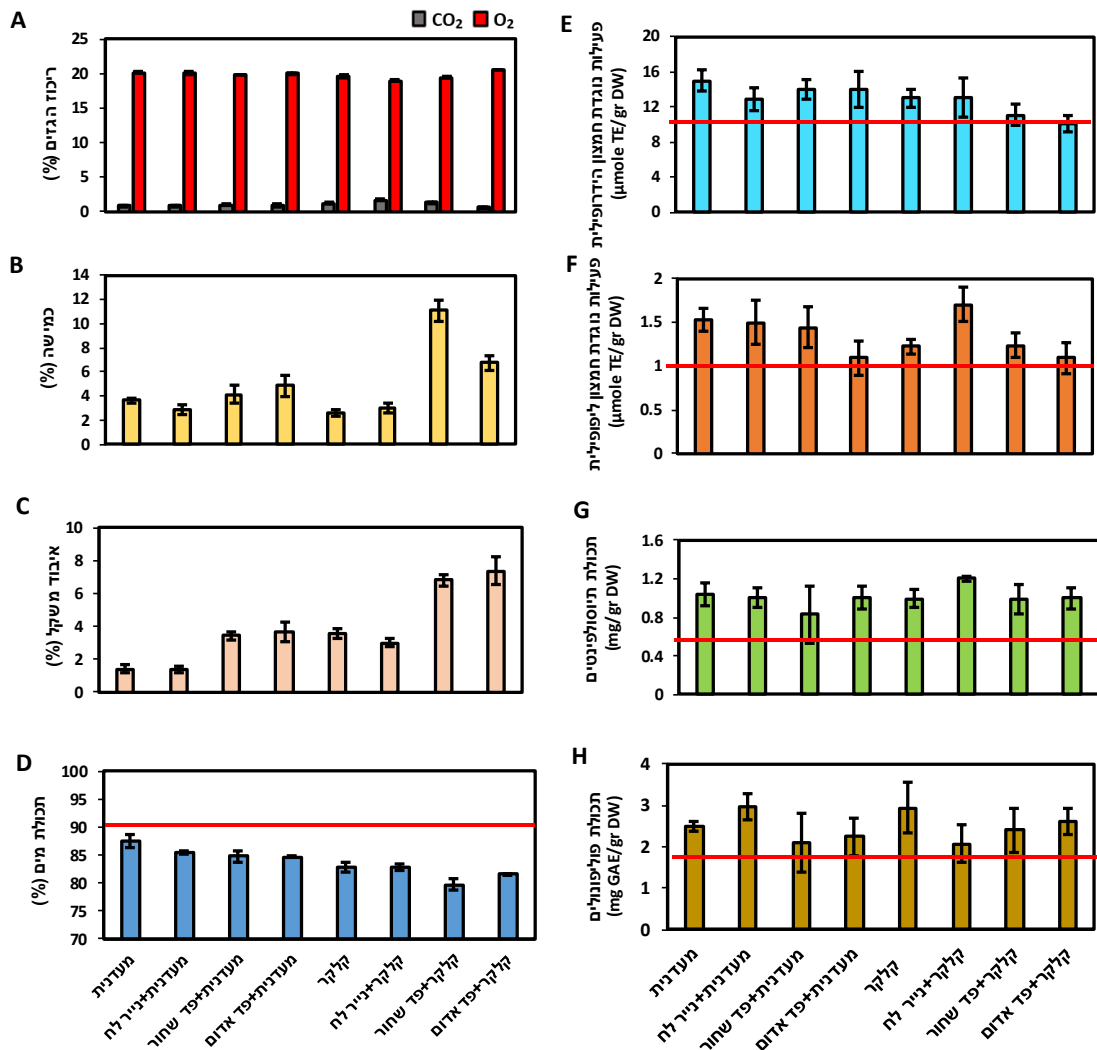 A
CO₂ O₂
ריכוז הגזים (%)
25
20
15
10
5
0
B
כמישה (%)
14
12
10
8
6
4
2
0
C
איבוד משקל (%)
10
8
6
4
2
0
D
תכולת מים (%)
100
95
90
85
80
75
70
מעדנית
מעדנית+נייר לח
מעדנית+פד שחור
מעדנית+פד אדום
קלקר
קלקר+נייר לח
קלקר+פד שחור
קלקר+פד אדום
E
פעילות נוגדת חמצון הידרופילית
(µmole TE/gr DW)
20
16
12
8
4
0
F
פעילות נוגדת חמצון ליפופילית
(µmole TE/gr DW)
2
1.5
1
0.5
0
G
תכולת תיוסולפינטים
(mg/gr DW)
1.6
1.2
0.8
0.4
0
H
תכולת פוליפונולים
(mg GAE/gr DW)
4
3
2
1
0
מעדנית
מעדנית+נייר לח
מעדנית+פד שחור
מעדנית+פד אדום
קלקר
קלקר+נייר לח
קלקר+פד שחור
קלקר+פד אדום